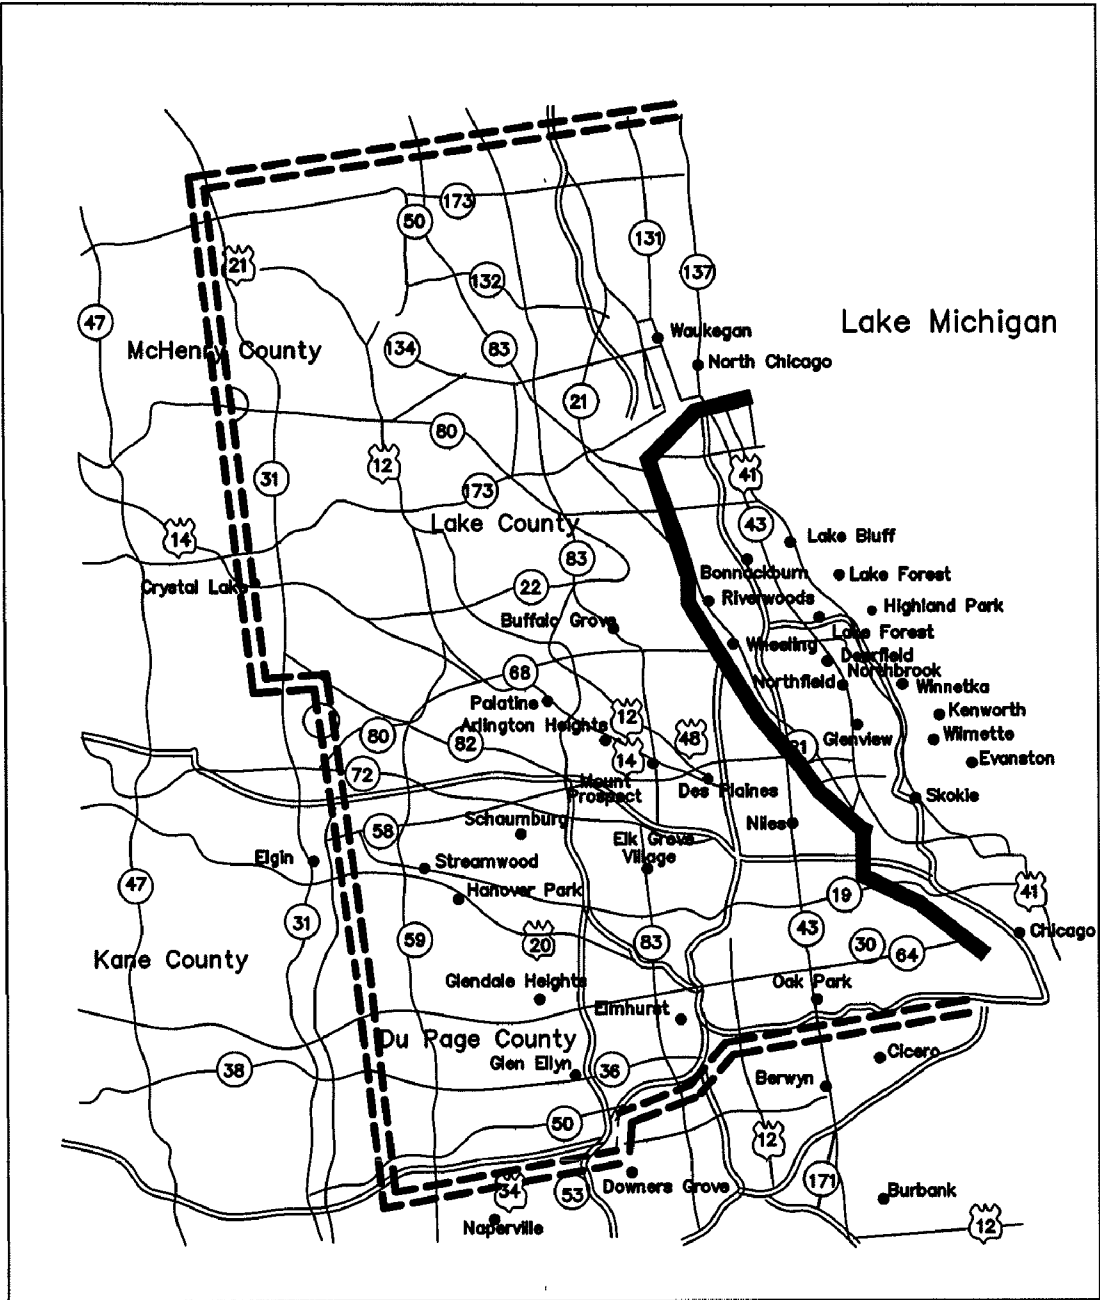 173
50
131
21
137
132
47
Lake Michigan
Waukegan
McHenry County
134
83
North Chicago
21
80
12
41
31
173
43
Lake County
14
Lake Bluff
83
Bonnockburn
Lake Forest
Crystal Lake
22
Riverwoods
Highland Park
Buffalo Grove
Lake Forest
Wheeling
Deerfield
68
Northbrook
Northfield
Winnetka
Palatine
12
Kenworth
Arlington Heights
80
82
48
21
Glenview
Wilmette
14
Evanston
72
Mount
Prospect
Des Plaines
Skokie
Schaumburg
58
Niles
Elk Grove
Village
Elgin
Streamwood
47
Hanover Park
19
41
31
59
20
83
43
30
64
Chicago
Kane County
Glendale Heights
Oak Park
Elmhurst
Du Page County
Cicero
38
Glen Ellyn
36
Berwyn
50
12
34
53
Downers Grove
171
Burbank
Naperville
12